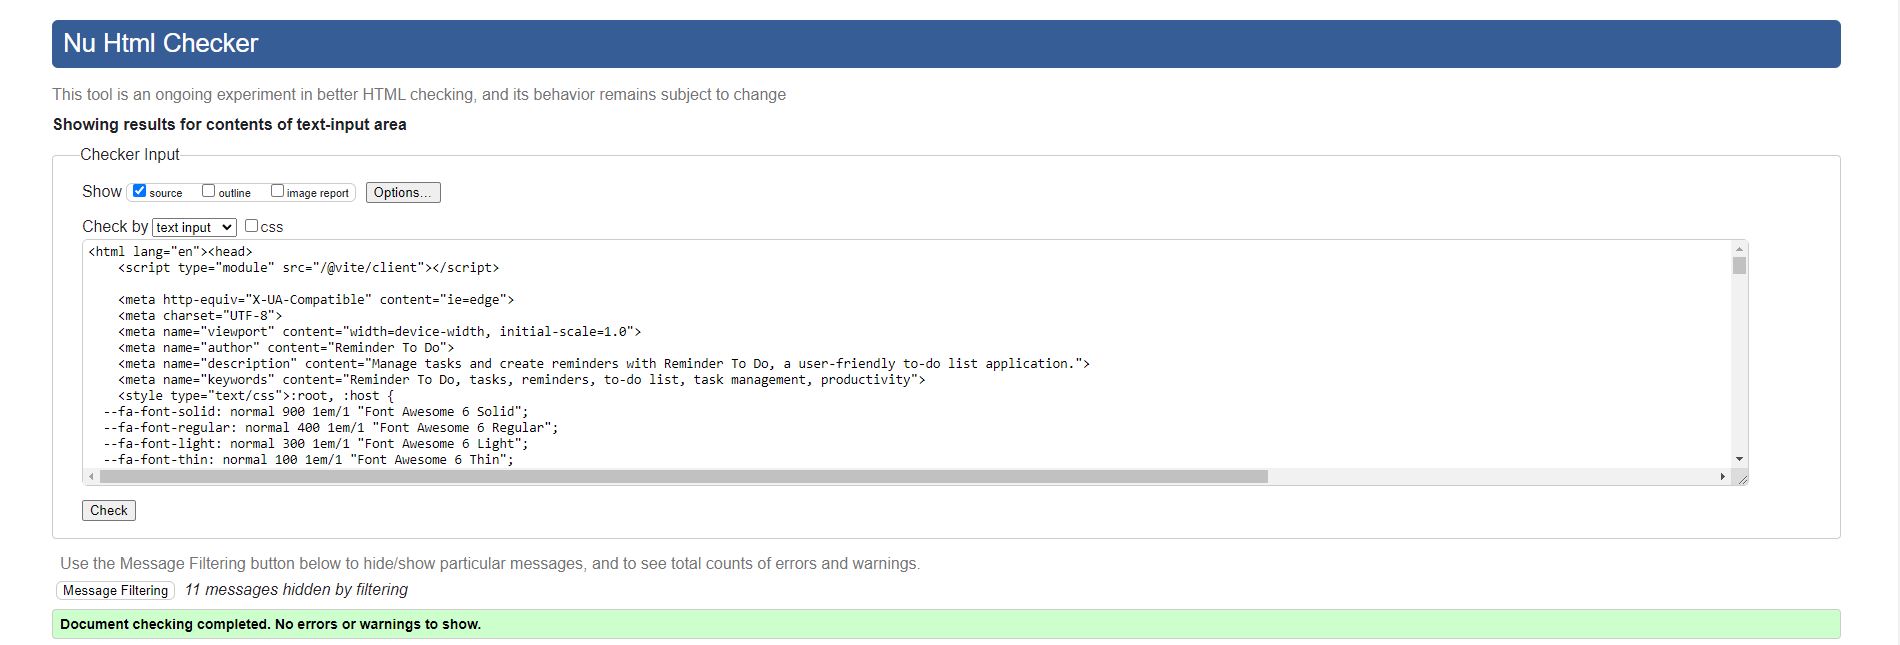 Nu Html Checker
This tool is an ongoing experiment in better HTML checking, and its behavior remains subject to change
Showing results for contents of text-input area
Checker Input
Show source outline image report Options...
Check by text input css
<html lang="en"><head>
    <script type="module" src="/@vite/client"></script>
    <meta http-equiv="X-UA-Compatible" content="ie=edge">
    <meta charset="UTF-8">
    <meta name="viewport" content="width=device-width, initial-scale=1.0">
    <meta name="author" content="Reminder To Do">
    <meta name="description" content="Manage tasks and create reminders with Reminder To Do, a user-friendly to-do list application.">
    <meta name="keywords" content="Reminder To Do, tasks, reminders, to-do list, task management, productivity">
    <style type="text/css">:root, :host {
  --fa-font-solid: normal 900 1em/1 "Font Awesome 6 Solid";
  --fa-font-regular: normal 400 1em/1 "Font Awesome 6 Regular";
  --fa-font-light: normal 300 1em/1 "Font Awesome 6 Light";
  --fa-font-thin: normal 100 1em/1 "Font Awesome 6 Thin";
Check
Use the Message Filtering button below to hide/show particular messages, and to see total counts of errors and warnings.
Message Filtering 11 messages hidden by filtering
Document checking completed. No errors or warnings to show.